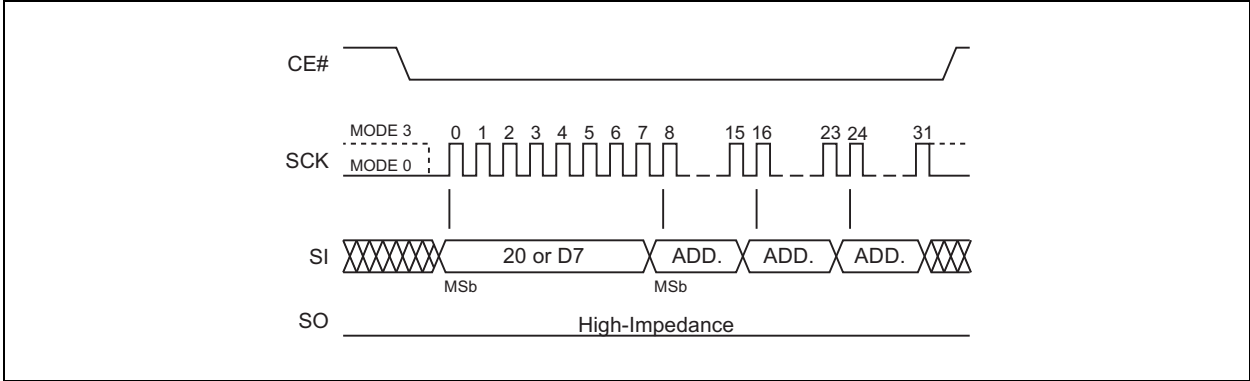 CE#
MODE 3
0 1 2 3 4 5 6 7 8 15 16 23 24 31
SCK
MODE 0
SI 20 or D7 ADD. ADD. ADD.
MSb MSb
SO High-Impedance